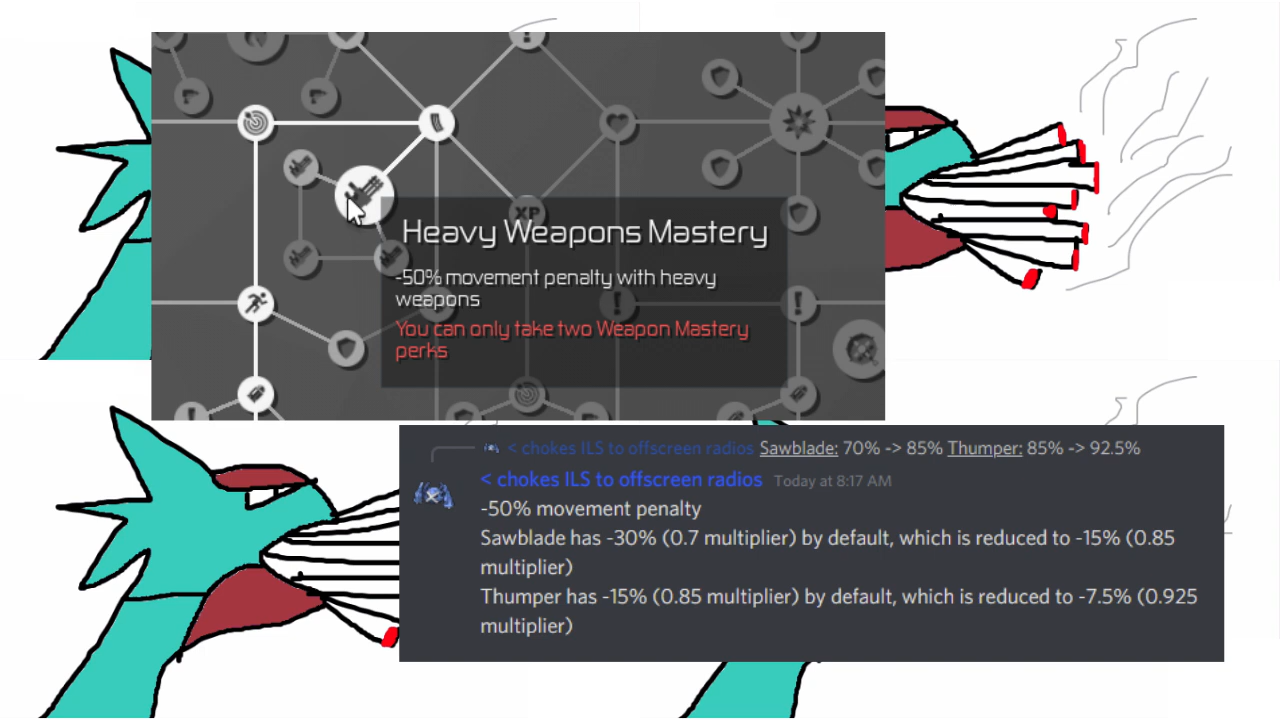 XP
Heavy Weapons Mastery
-50% movement penalty with heavy
weapons
You can only take two Weapon Mastery
perks
< chokes ILS to offscreen radios Sawblade: 70% -> 85% Thumper: 85% -> 92.5%
< chokes ILS to offscreen radios Today at 8:17 AM
-50% movement penalty
Sawblade has -30% (0.7 multiplier) by default, which is reduced to -15% (0.85
multiplier)
Thumper has -15% (0.85 multiplier) by default, which is reduced to -7.5% (0.925
multiplier)